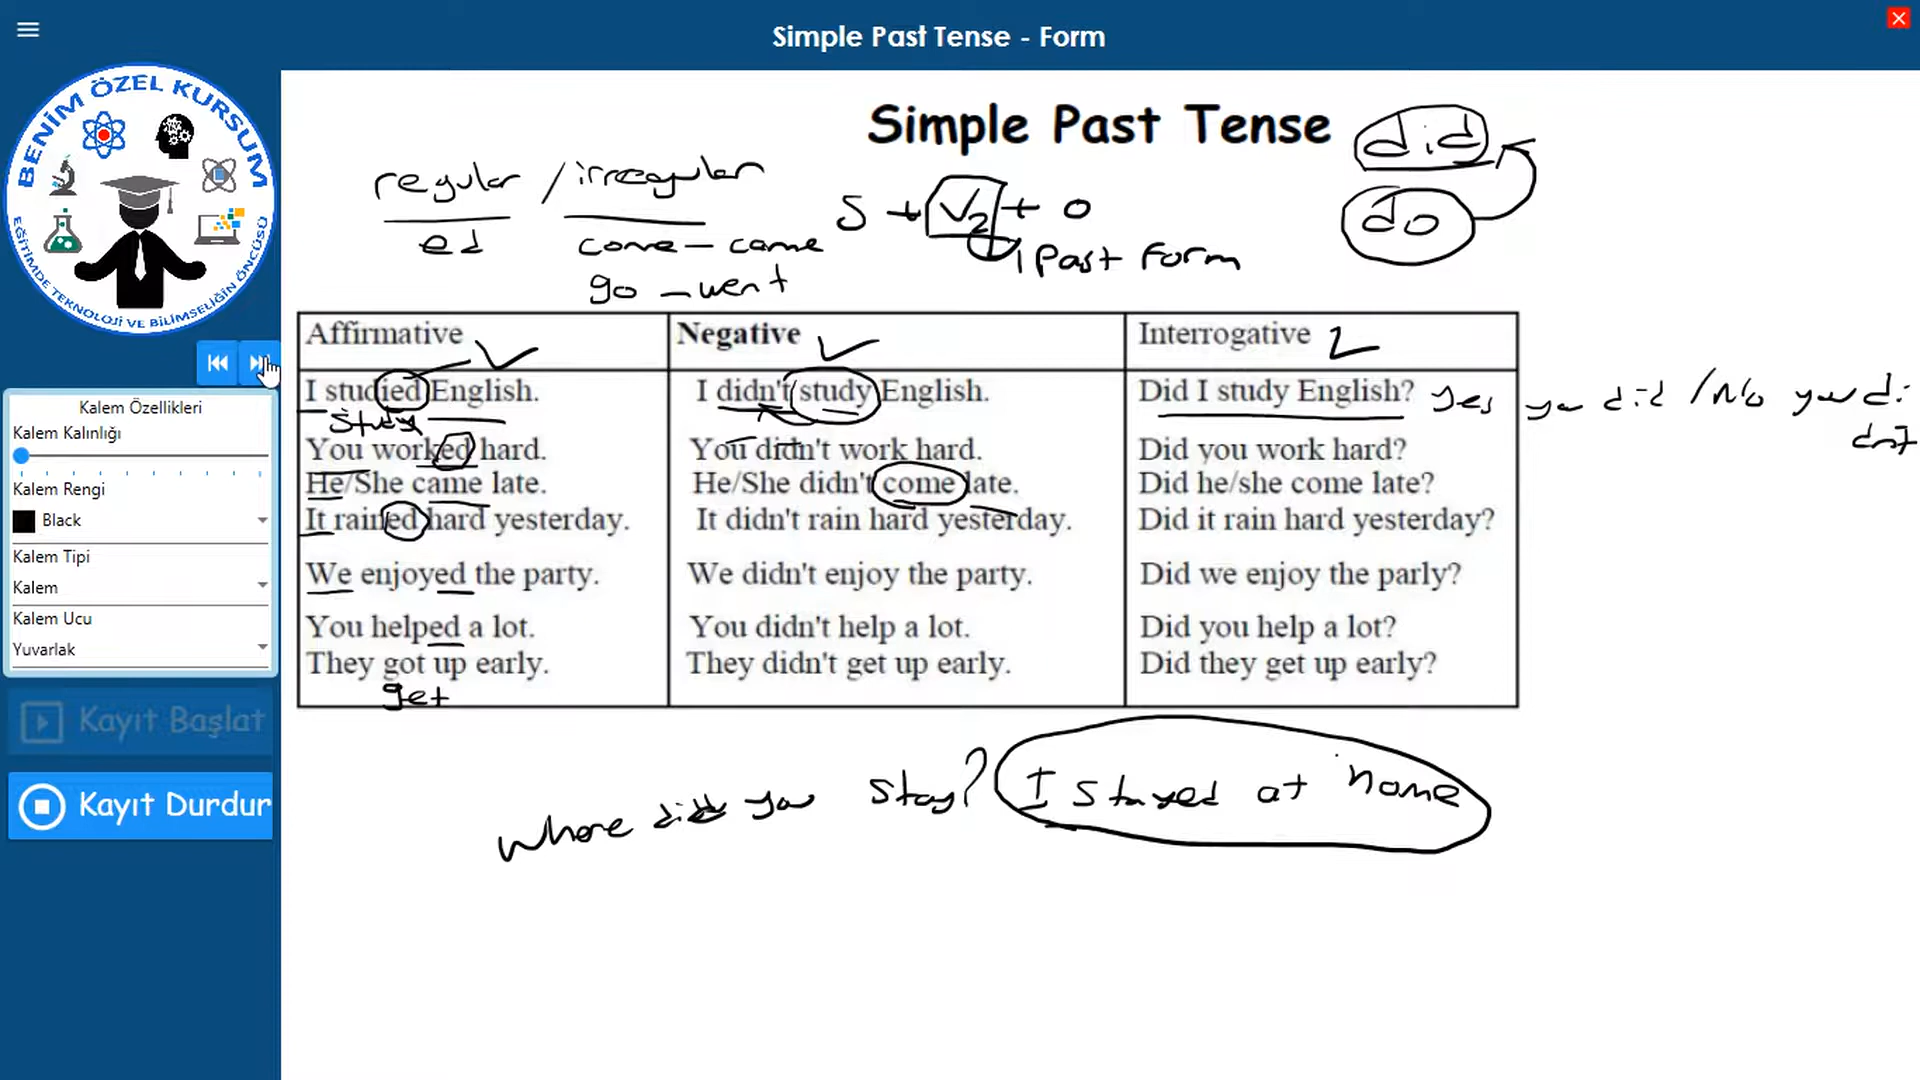 Simple Past Tense - Form
BENİM ÖZEL KURSUM
EĞİTİMDE TEKNOLOJİ VE BİLİMSELİĞİN ÖNCÜSÜ
Kalem Özellikleri
Kalem Kalınlığı
Kalem Rengi
Black
Kalem Tipi
Kalem
Kalem Ucu
Yuvarlak
Kayıt Başlat
Kayıt Durdur
Simple Past Tense
did
do
regular / irregular
ed
come - came
go - went
S + V2 + O
Past Form
Affirmative
I studied English.
study
You worked hard.
He/She came late.
It rained hard yesterday.
We enjoyed the party.
You helped a lot.
They got up early.
get
Negative
I didn't study English.
You didn't work hard.
He/She didn't come late.
It didn't rain hard yesterday.
We didn't enjoy the party.
You didn't help a lot.
They didn't get up early.
Interrogative
Did I study English?
Did you work hard?
Did he/she come late?
Did it rain hard yesterday?
Did we enjoy the parly?
Did you help a lot?
Did they get up early?
Yes you did / No you di
Where did you stay?
I stayed at home